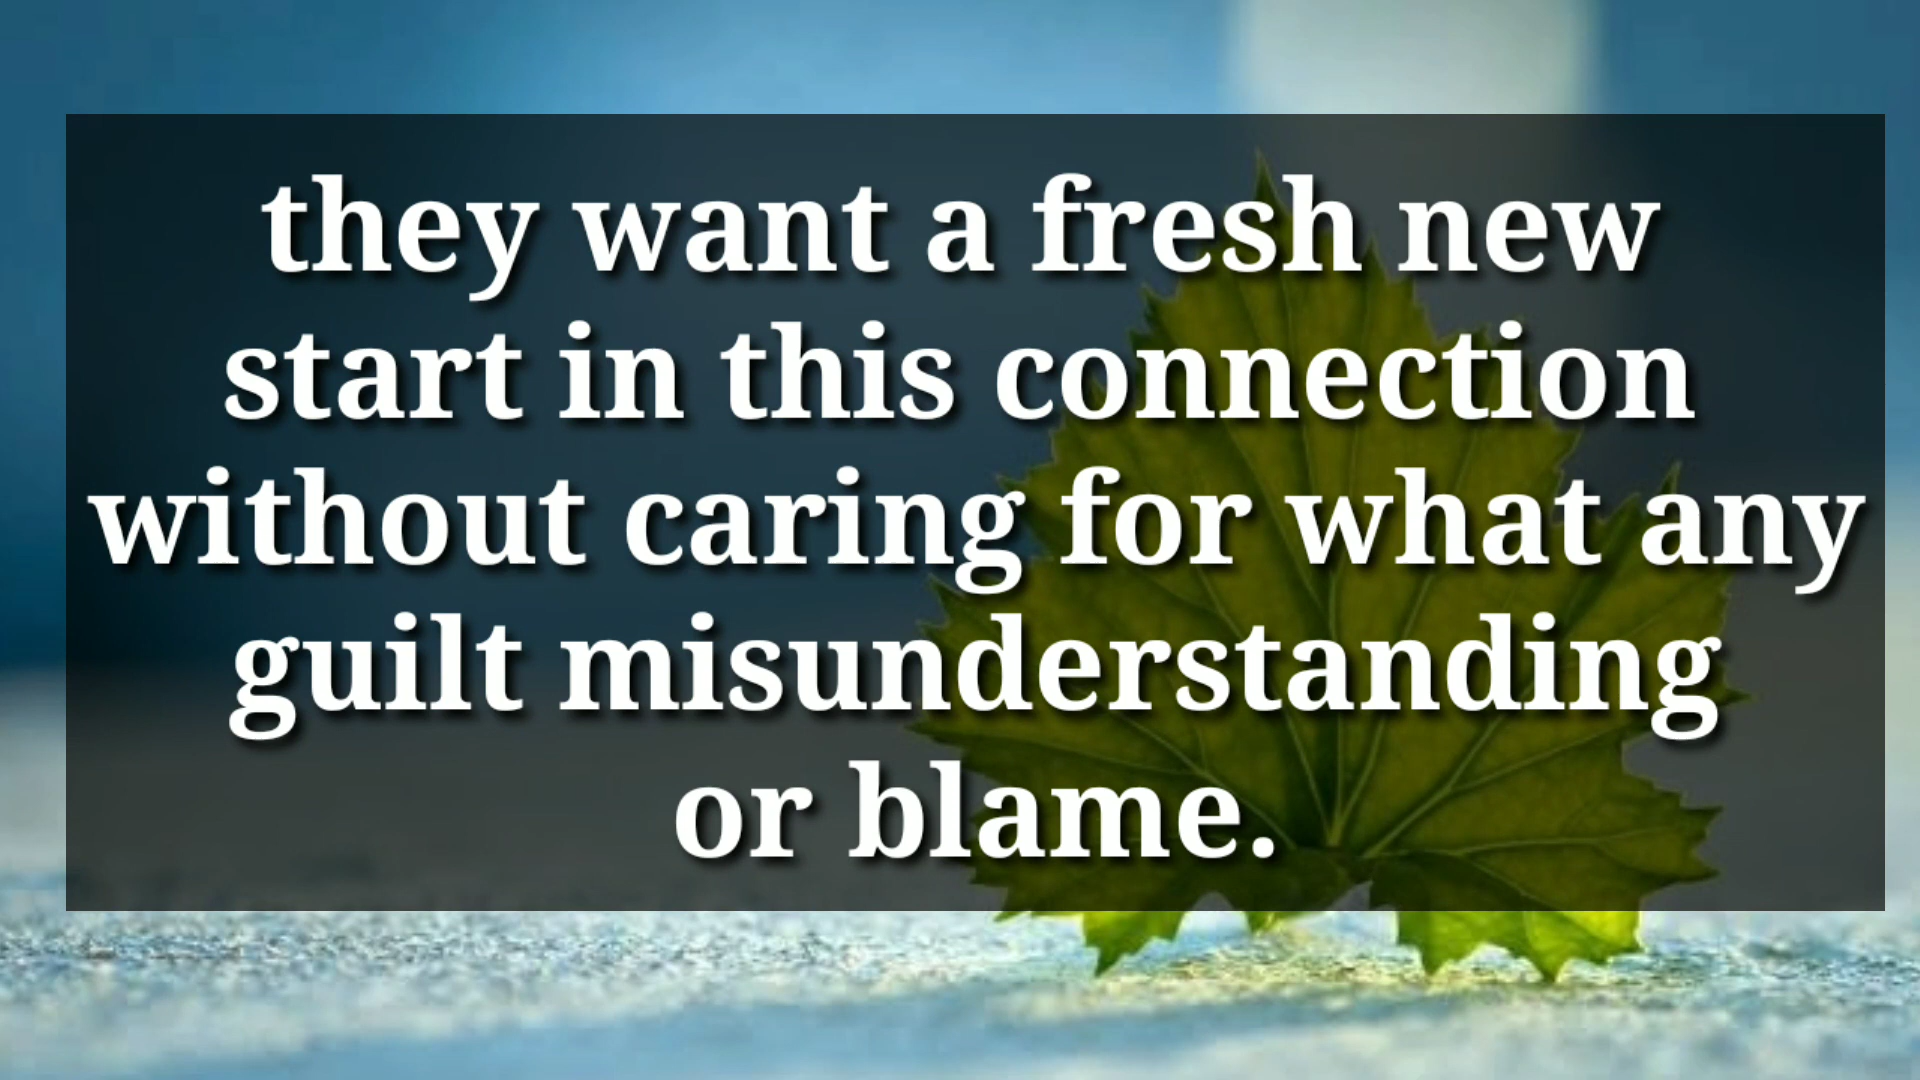 they want a fresh new
start in this connection
without caring for what any
guilt misunderstanding
or blame.